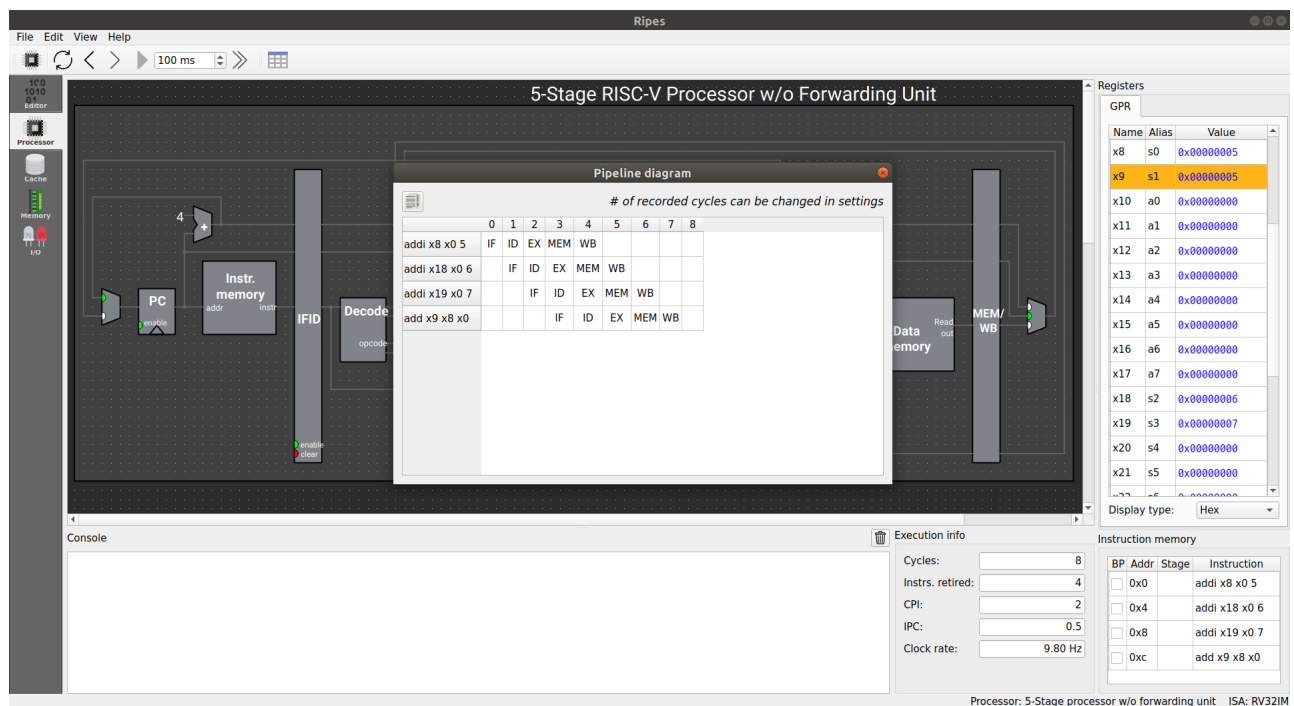 Ripes
File Edit View Help
100 ms
Editor
Processor
Cache
Memory
I/O
5-Stage RISC-V Processor w/o Forwarding Unit
4
+
PC
enable
Instr.
memory
addr
instr
IFID
enable
clear
Decode
opcode
Data
emory
Read
out
MEM/
WB
Pipeline diagram
# of recorded cycles can be changed in settings
0 1 2 3 4 5 6 7 8
addi x8 x0 5 IF ID EX MEM WB
addi x18 x0 6 IF ID EX MEM WB
addi x19 x0 7 IF ID EX MEM WB
add x9 x8 x0 IF ID EX MEM WB
Registers
GPR
Name Alias Value
x8 s0 0x00000005
x9 s1 0x00000005
x10 a0 0x00000000
x11 a1 0x00000000
x12 a2 0x00000000
x13 a3 0x00000000
x14 a4 0x00000000
x15 a5 0x00000000
x16 a6 0x00000000
x17 a7 0x00000000
x18 s2 0x00000006
x19 s3 0x00000007
x20 s4 0x00000000
x21 s5 0x00000000
Display type: Hex
Console
Execution info
Cycles: 8
Instrs. retired: 4
CPI: 2
IPC: 0.5
Clock rate: 9.80 Hz
Instruction memory
BP Addr Stage Instruction
0x0 addi x8 x0 5
0x4 addi x18 x0 6
0x8 addi x19 x0 7
0xc add x9 x8 x0
Processor: 5-Stage processor w/o forwarding unit ISA: RV32IM